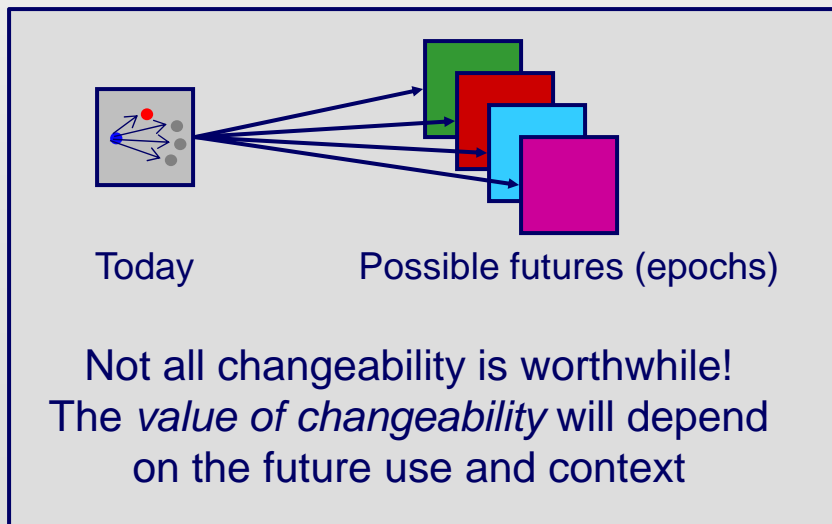 Today
Possible futures (epochs)
Not all changeability is worthwhile!
The value of changeability will depend
on the future use and context